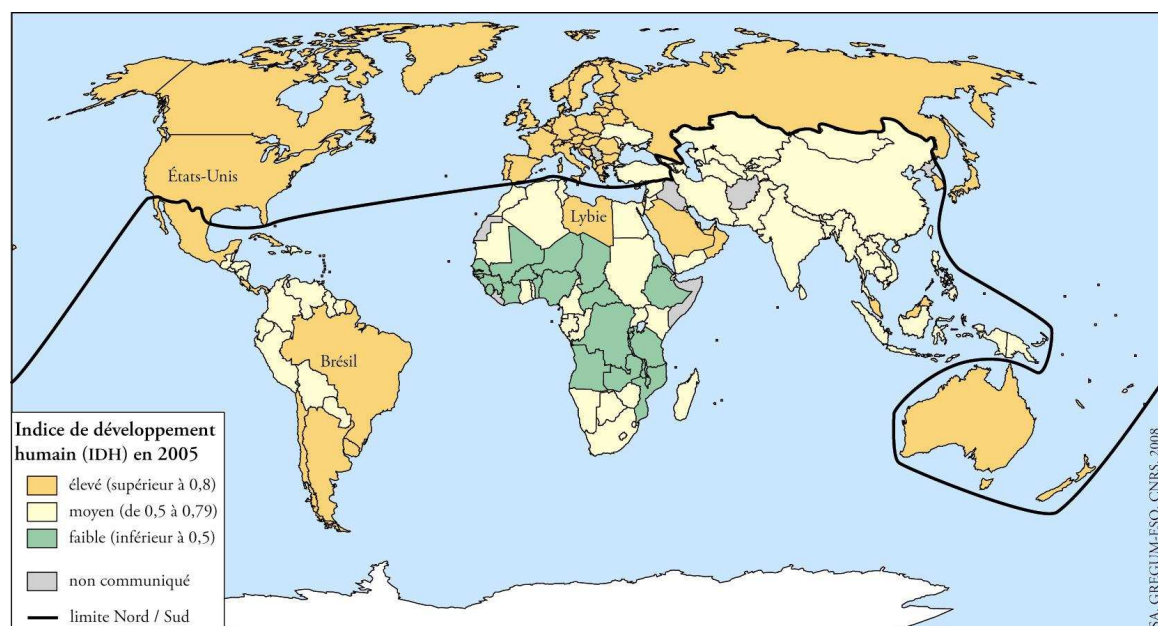 États-Unis
Lybie
Brésil
Indice de développement
humain (IDH) en 2005
élevé (supérieur à 0,8)
moyen (de 0,5 à 0,79)
faible (inférieur à 0,5)
non communiqué
limite Nord / Sud
SA, GREGUM-ESO, CNRS, 2008